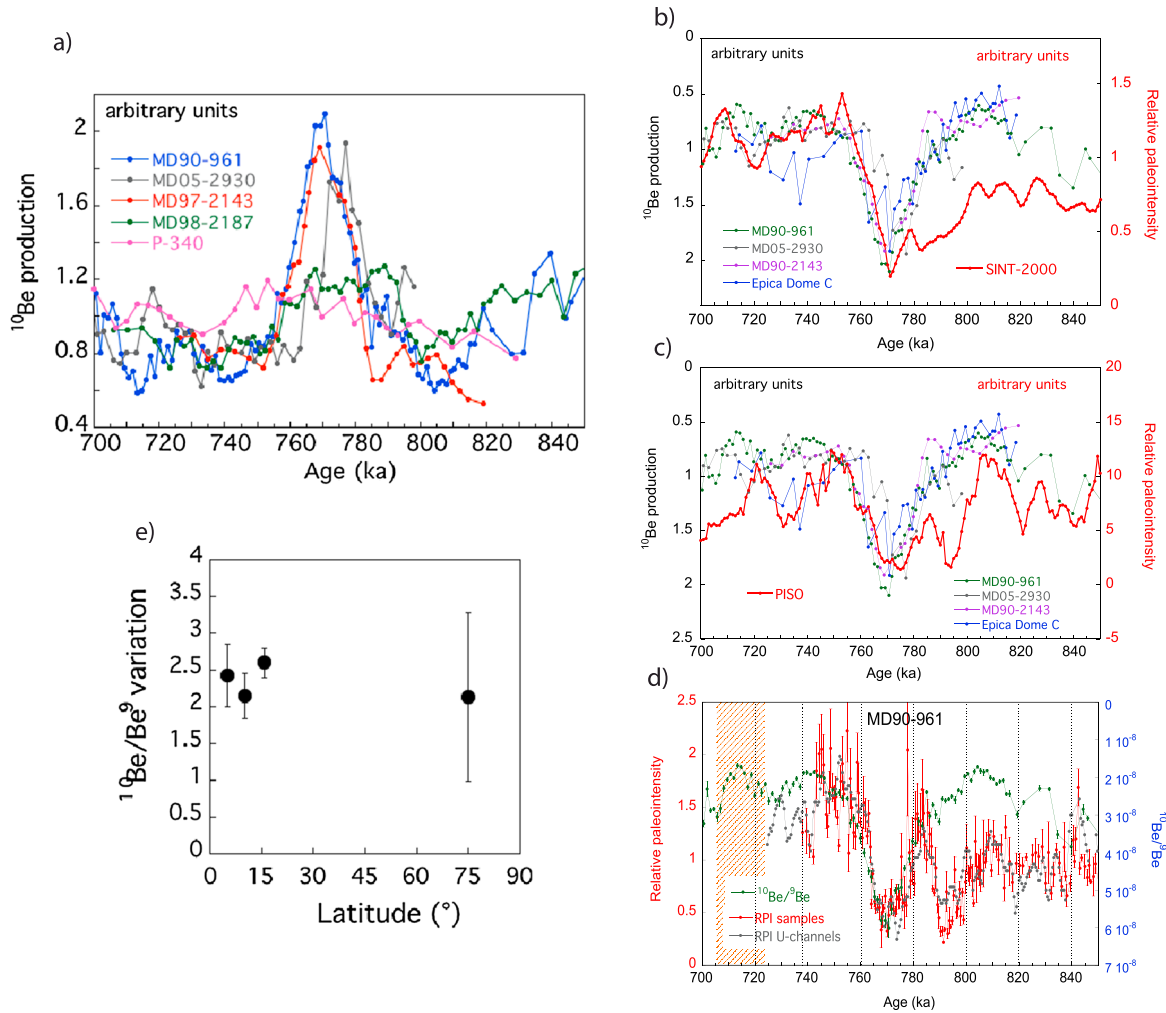 a)
arbitrary units
MD90-961
MD05-2930
MD97-2143
MD98-2187
P-340
10Be production
2
1.6
1.2
0.8
0.4
700
720
740
760
780
800
820
840
Age (ka)
b)
arbitrary units
arbitrary units
0
0.5
1
1.5
2
10Be production
1.5
1
0.5
0
Relative paleointensity
MD90-961
MD05-2930
MD90-2143
Epica Dome C
SINT-2000
700
720
740
760
780
800
820
840
Age (ka)
c)
arbitrary units
arbitrary units
0
0.5
1
1.5
2
2.5
10Be production
20
15
10
5
0
-5
Relative paleointensity
PISO
MD90-961
MD05-2930
MD90-2143
Epica Dome C
700
720
740
760
780
800
820
840
Age (ka)
e)
4
3.5
3
2.5
2
1.5
1
0.5
0
10Be/Be9 variation
0
15
30
45
60
75
90
Latitude (°)
d)
MD90-961
2.5
2
1.5
1
0.5
0
Relative paleointensity
0
1 10-8
2 10-8
3 10-8
4 10-8
5 10-8
6 10-8
7 10-8
10Be/9Be
10Be/9Be
RPI samples
RPI U-channels
700
720
740
760
780
800
820
840
Age (ka)